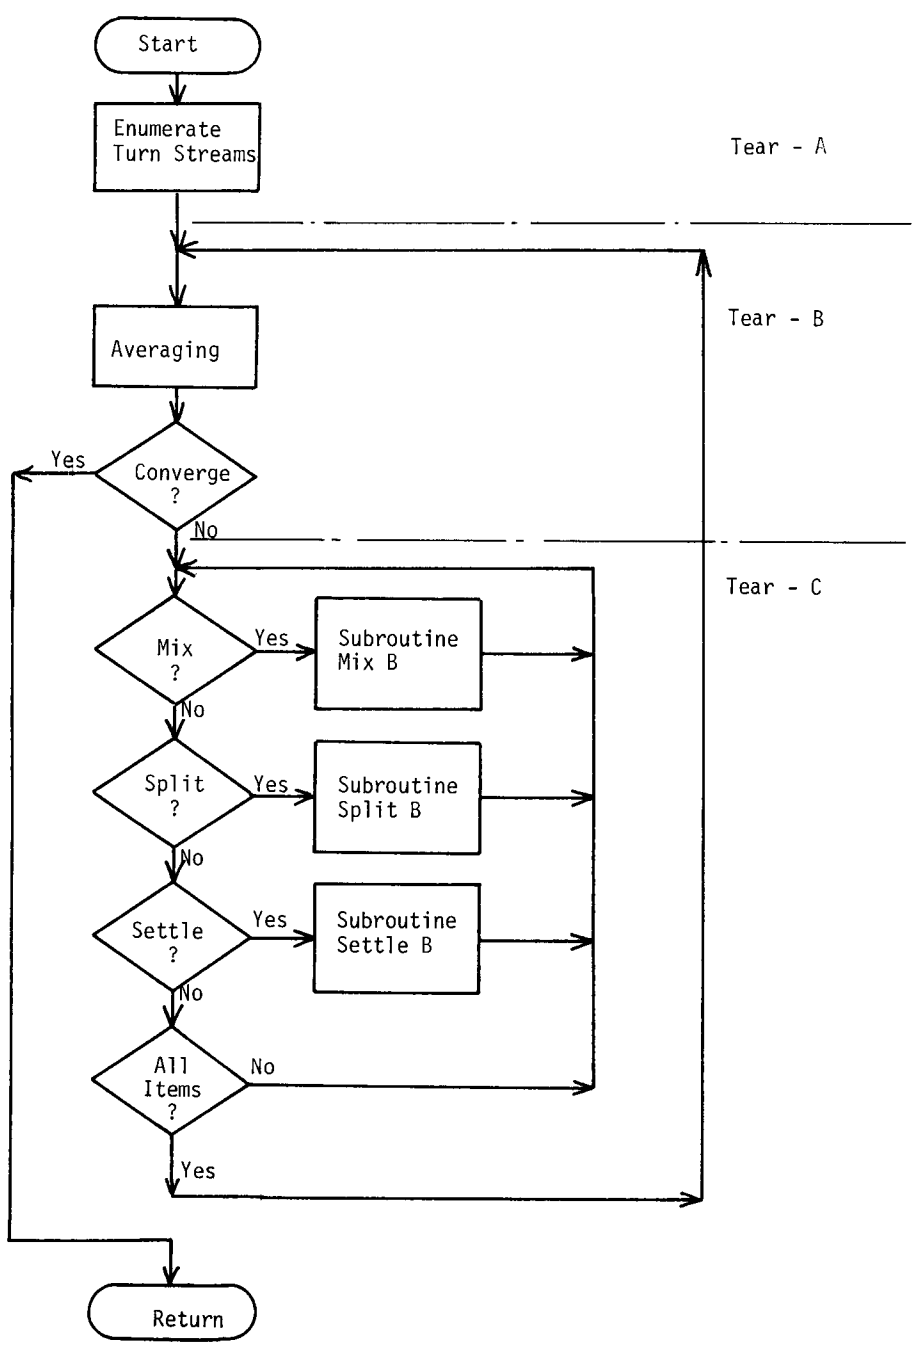 Start
Enumerate
Turn Streams
Tear - A
Averaging
Tear - B
Yes
Converge
?
No
Tear - C
Mix
?
Yes
Subroutine
Mix B
No
Split
?
Yes
Subroutine
Split B
No
Settle
?
Yes
Subroutine
Settle B
No
All
Items
?
No
Yes
Return